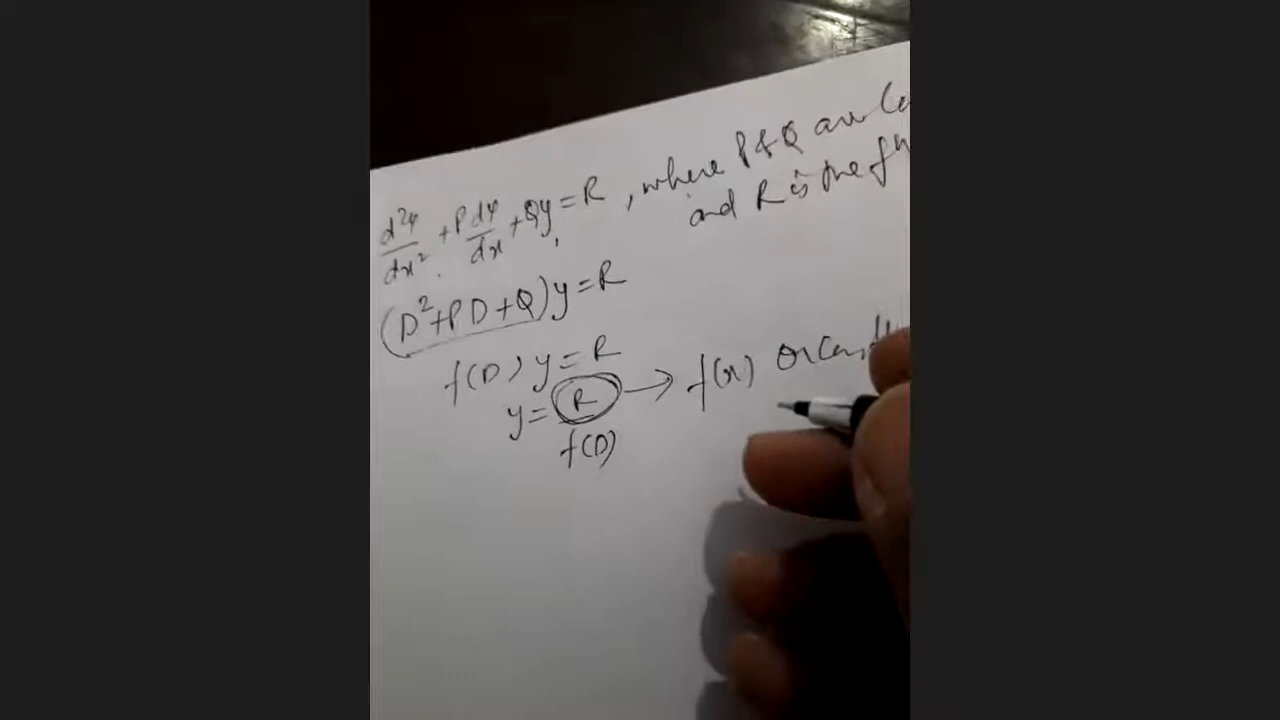 d²y/dx² + P dy/dx + Qy = R , where P & Q are
and R is the
(D²+PD+Q)y = R
f(D) y = R
y = R/f(D) → f(x) or